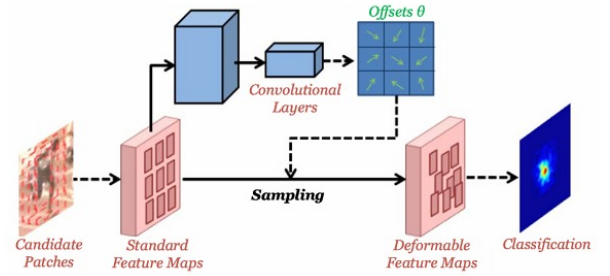 Offsets θ
Convolutional
Layers
Sampling
Candidate
Patches
Standard
Feature Maps
Deformable
Feature Maps
Classification